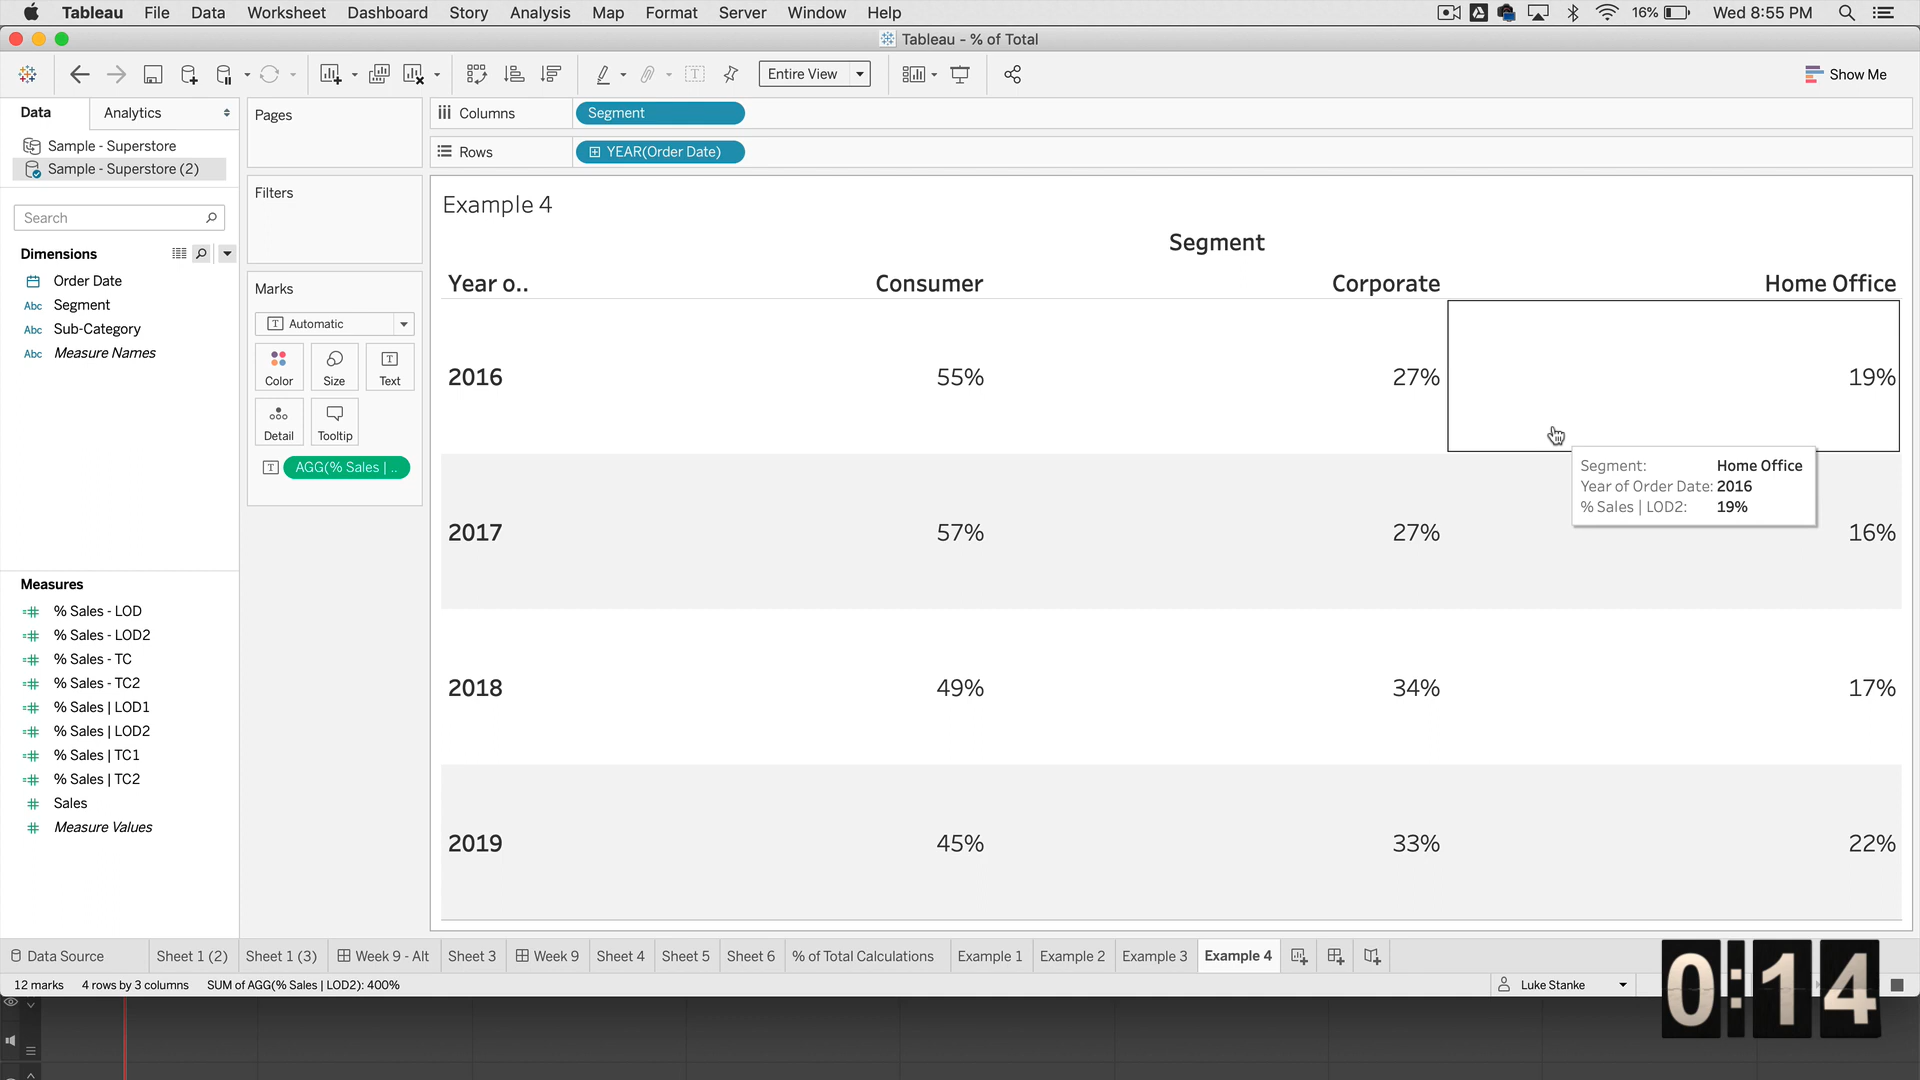 Tableau File Data Worksheet Dashboard Story Analysis Map Format Server Window Help 16% Wed 8:55 PM
Tableau - % of Total
Entire View Show Me
Data Analytics
Sample - Superstore
Sample - Superstore (2)
Search
Dimensions
Order Date
Abc Segment
Abc Sub-Category
Abc Measure Names
Measures
% Sales - LOD
% Sales - LOD2
% Sales - TC
% Sales - TC2
% Sales | LOD1
% Sales | LOD2
% Sales | TC1
% Sales | TC2
Sales
Measure Values
Pages
Filters
Marks
Automatic
Color Size Text
Detail Tooltip
AGG(% Sales | ..
Columns Segment
Rows YEAR(Order Date)
Example 4
Segment
Year o.. Consumer Corporate Home Office
2016 55% 27% 19%
Segment: Home Office
Year of Order Date: 2016
% Sales | LOD2: 19%
2017 57% 27% 16%
2018 49% 34% 17%
2019 45% 33% 22%
Data Source Sheet 1 (2) Sheet 1 (3) Week 9 - Alt Sheet 3 Week 9 Sheet 4 Sheet 5 Sheet 6 % of Total Calculations Example 1 Example 2 Example 3 Example 4
12 marks 4 rows by 3 columns SUM of AGG(% Sales | LOD2): 400% Luke Stanke
0:14